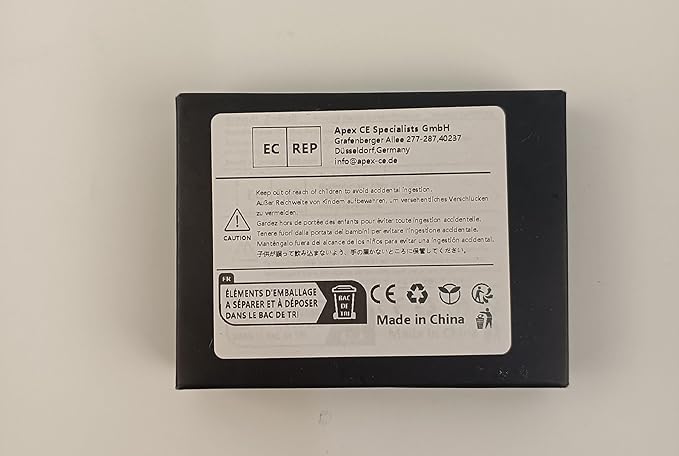 EC REP
Apex CE Specialists GmbH
Grafenberger Allee 277-287,40237
Düsseldorf,Germany
info@apex-ce.de
CAUTION
Keep out of reach of children to avoid accidental ingestion.
Außer Reichweite von Kindern aufbewahren, um versehentliches Verschlücken
zu vermeiden.
Gardez hors de portée des enfants pour éviter toute ingestion accidentelle.
Tenere fuori dalla portata dei bambini per evitare l'ingestione accidentale.
Manténgalo fuera del alcance de los niños para evitar una ingestión accidental.
子供が誤って飲み込まないよう、手の届かないところに保管してください。
FR
ÉLÉMENTS D'EMBALLAGE
A SÉPARER ET À DÉPOSER
DANS LE BAC DE TRI
BAC
DE
TRI
CE
Made in China